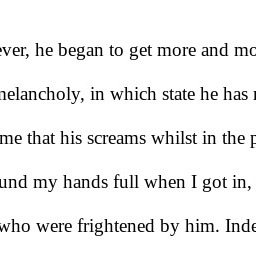 ever, he began to get more and mo
melancholy, in which state he has
me that his screams whilst in the
und my hands full when I got in,
who were frightened by him. Inde